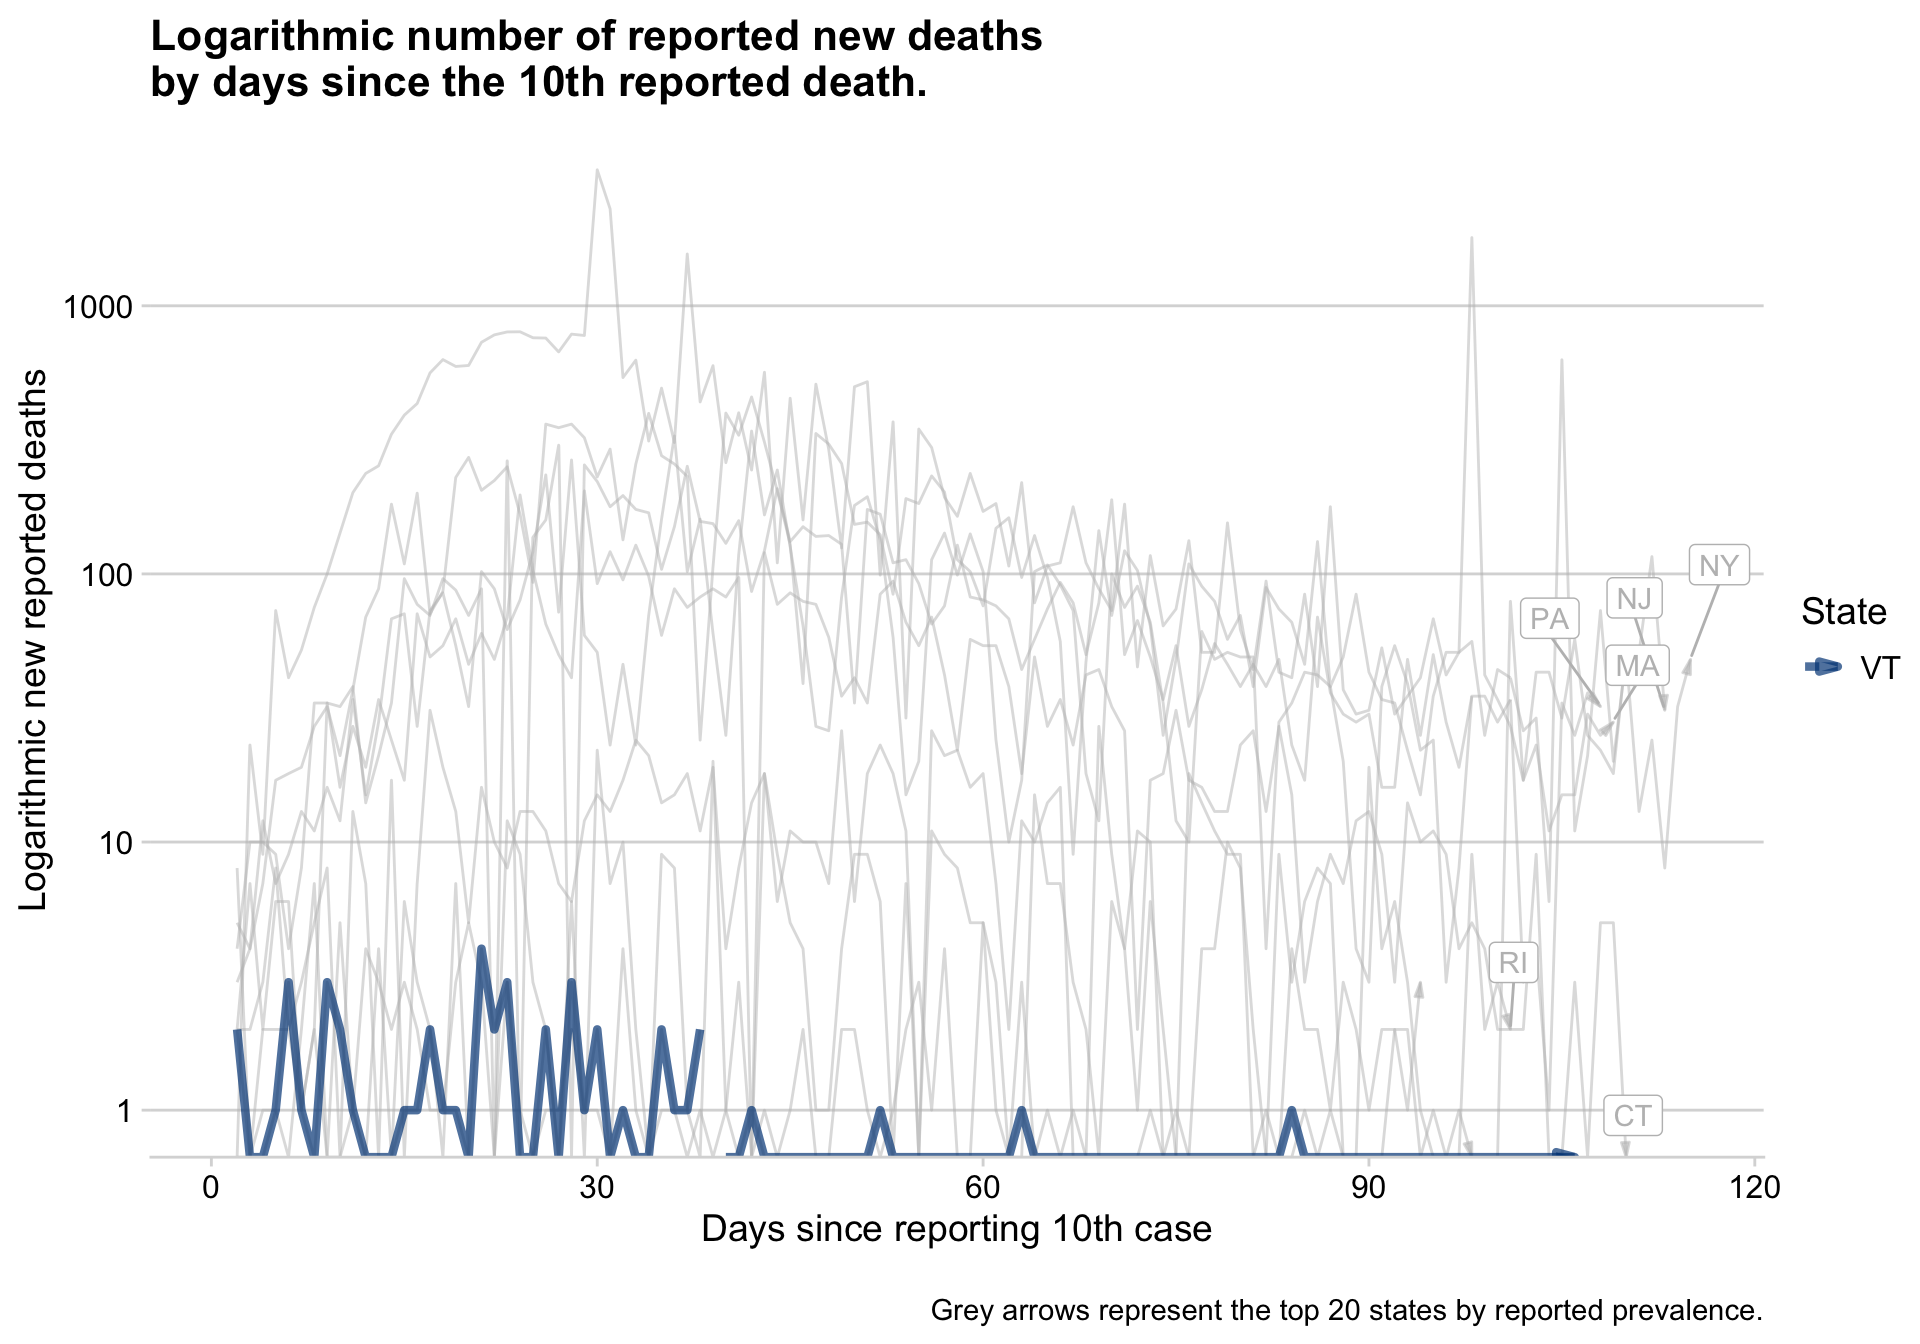 Logarithmic number of reported new deaths
by days since the 10th reported death.
Logarithmic new reported deaths
1000
100
10
1
NY
NJ
PA
MA
RI
CT
State
VT
0
30
60
90
120
Days since reporting 10th case
Grey arrows represent the top 20 states by reported prevalence.